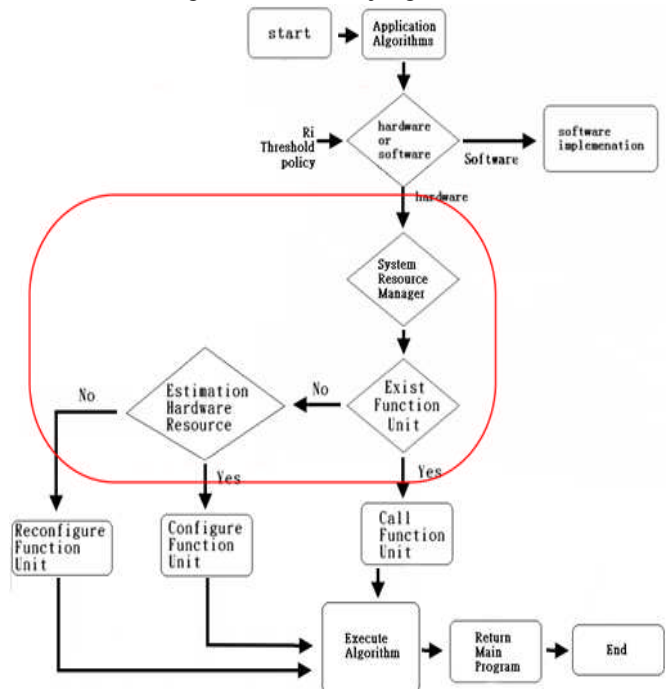 start
Application
Algorithms
Ri
Threshold
policy
hardware
or
software
Software
software
implemenation
hardware
System
Resource
Manager
No
Estimation
Hardware
Resource
No
Exist
Function
Unit
Yes
Yes
Reconfigure
Function
Unit
Configure
Function
Unit
Call
Function
Unit
Execute
Algorithm
Return
Main
Program
End